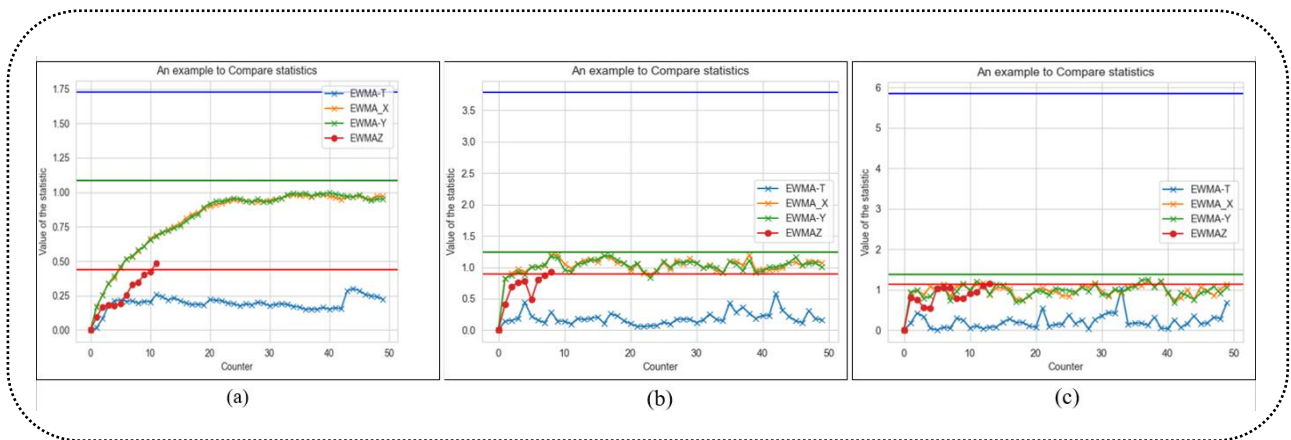 An example to Compare statistics
Value of the statistic
1.75
1.50
1.25
1.00
0.75
0.50
0.25
0.00
EWMA-T
EWMA_X
EWMA-Y
EWMAZ
0 10 20 30 40 50
Counter
(a)
An example to Compare statistics
Value of the statistic
3.5
3.0
2.5
2.0
1.5
1.0
0.5
0.0
EWMA-T
EWMA_X
EWMA-Y
EWMAZ
0 10 20 30 40 50
Counter
(b)
An example to Compare statistics
Value of the statistic
6
5
4
3
2
1
0
EWMA-T
EWMA_X
EWMA-Y
EWMAZ
0 10 20 30 40 50
Counter
(c)